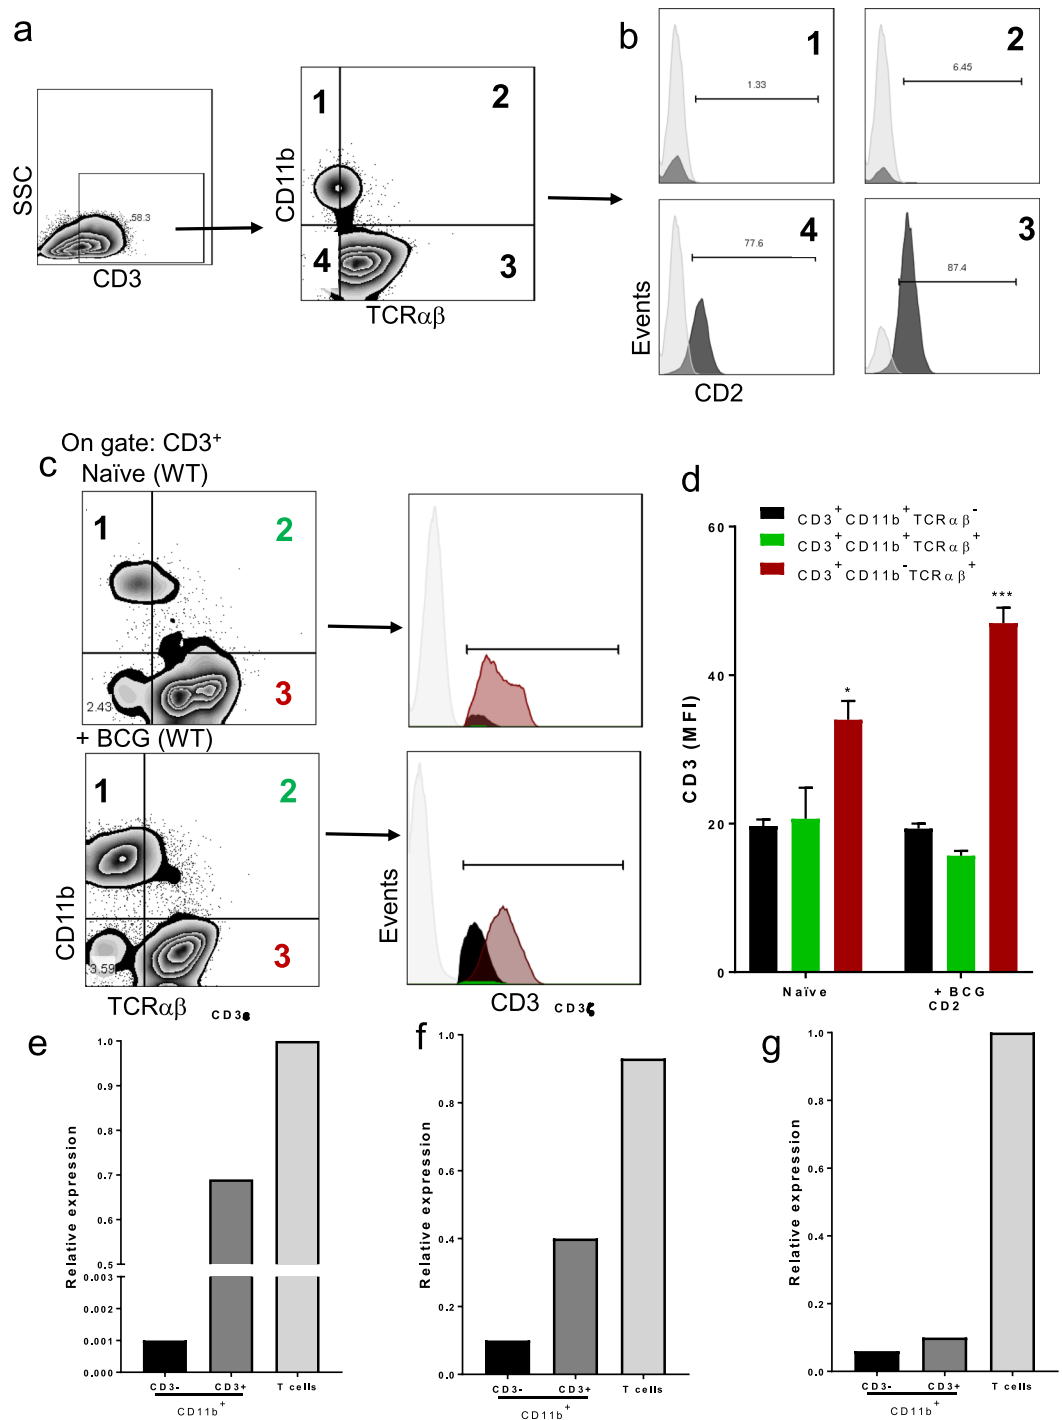 a
SSC
58.3
CD3
CD11b
1
2
4
3
TCRαβ
b
1
1.33
2
6.45
4
77.6
3
87.4
Events
CD2
c
On gate: CD3+
Naïve (WT)
1
2
3
2.43
+ BCG (WT)
1
2
3
3.59
CD11b
TCRαβ
Events
CD3
d
CD3+CD11b+TCRαβ-
CD3+CD11b+TCRαβ+
CD3+CD11b-TCRαβ+
CD3 (MFI)
60
40
20
0
*
***
Naïve
+ BCG
e
CD3ε
Relative expression
1.0
0.9
0.8
0.7
0.6
0.5
0.003
0.002
0.001
0.000
CD3-
CD3+
T cells
CD11b+
f
CD3ζ
Relative expression
1.0
0.8
0.6
0.4
0.2
0.0
CD3-
CD3+
T cells
CD11b+
g
CD2
Relative expression
1.0
0.8
0.6
0.4
0.2
0.0
CD3-
CD3+
T cells
CD11b+